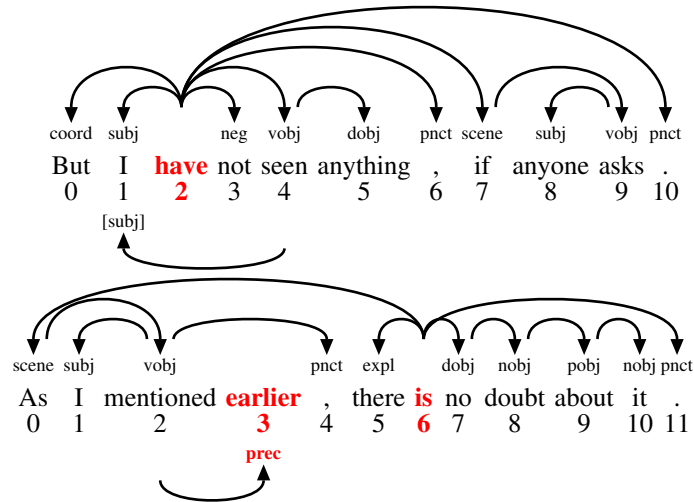 coord subj neg vobj dobj pnct scene subj vobj pnct
But I have not seen anything , if anyone asks .
0 1 2 3 4 5 6 7 8 9 10
[subj]
scene subj vobj pnct expl dobj nobj pobj nobj pnct
As I mentioned earlier , there is no doubt about it .
0 1 2 3 4 5 6 7 8 9 10 11
prec